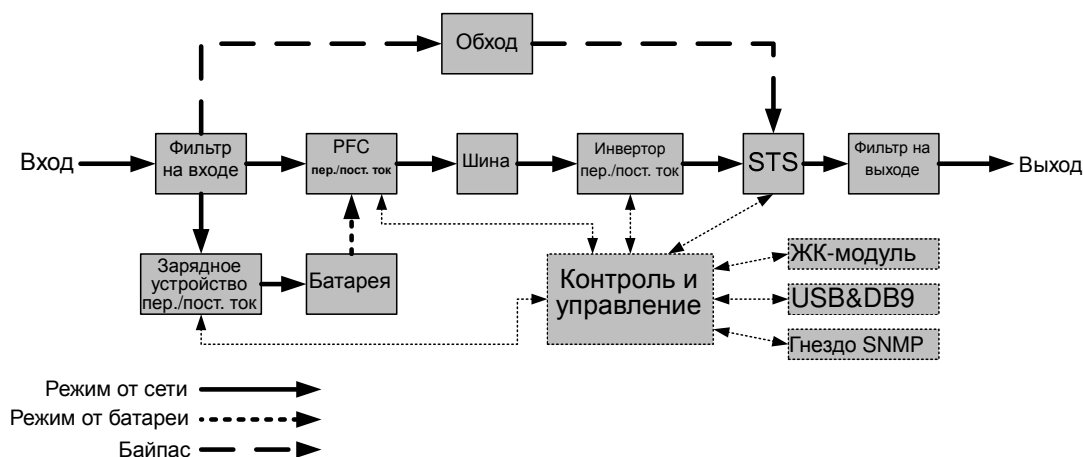 Обход
Вход
Фильтр
на входе
PFC
пер./пост. ток
Шина
Инвертор
пер./пост. ток
STS
Фильтр на
выходе
Выход
Зарядное
устройство
пер./пост. ток
Батарея
Контроль и
управление
ЖК-модуль
USB&DB9
Гнездо SNMP
Режим от сети
Режим от батареи
Байпас